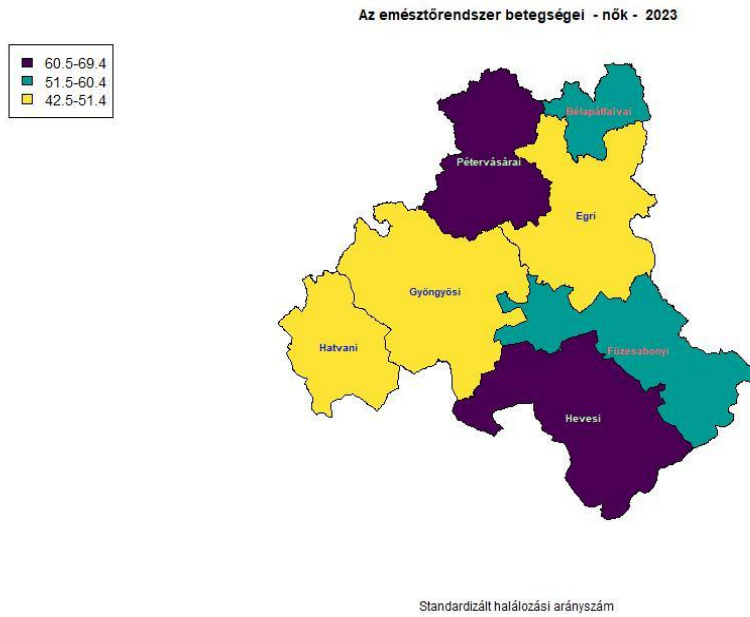 Az emésztőrendszer betegségei - nők - 2023
60.5-69.4
51.5-60.4
42.5-51.4
Bélapátfalvai
Pétervásárai
Egri
Gyöngyösi
Hatvani
Füzesabonyi
Hevesi
Standardizált halálozási arányszám